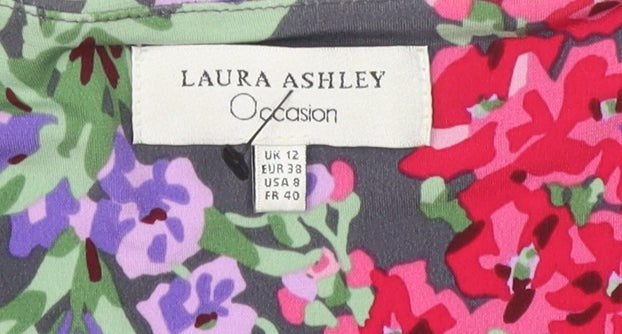 LAURA ASHLEY
Occasion
UK 12
EUR 38
USA 8
FR 40